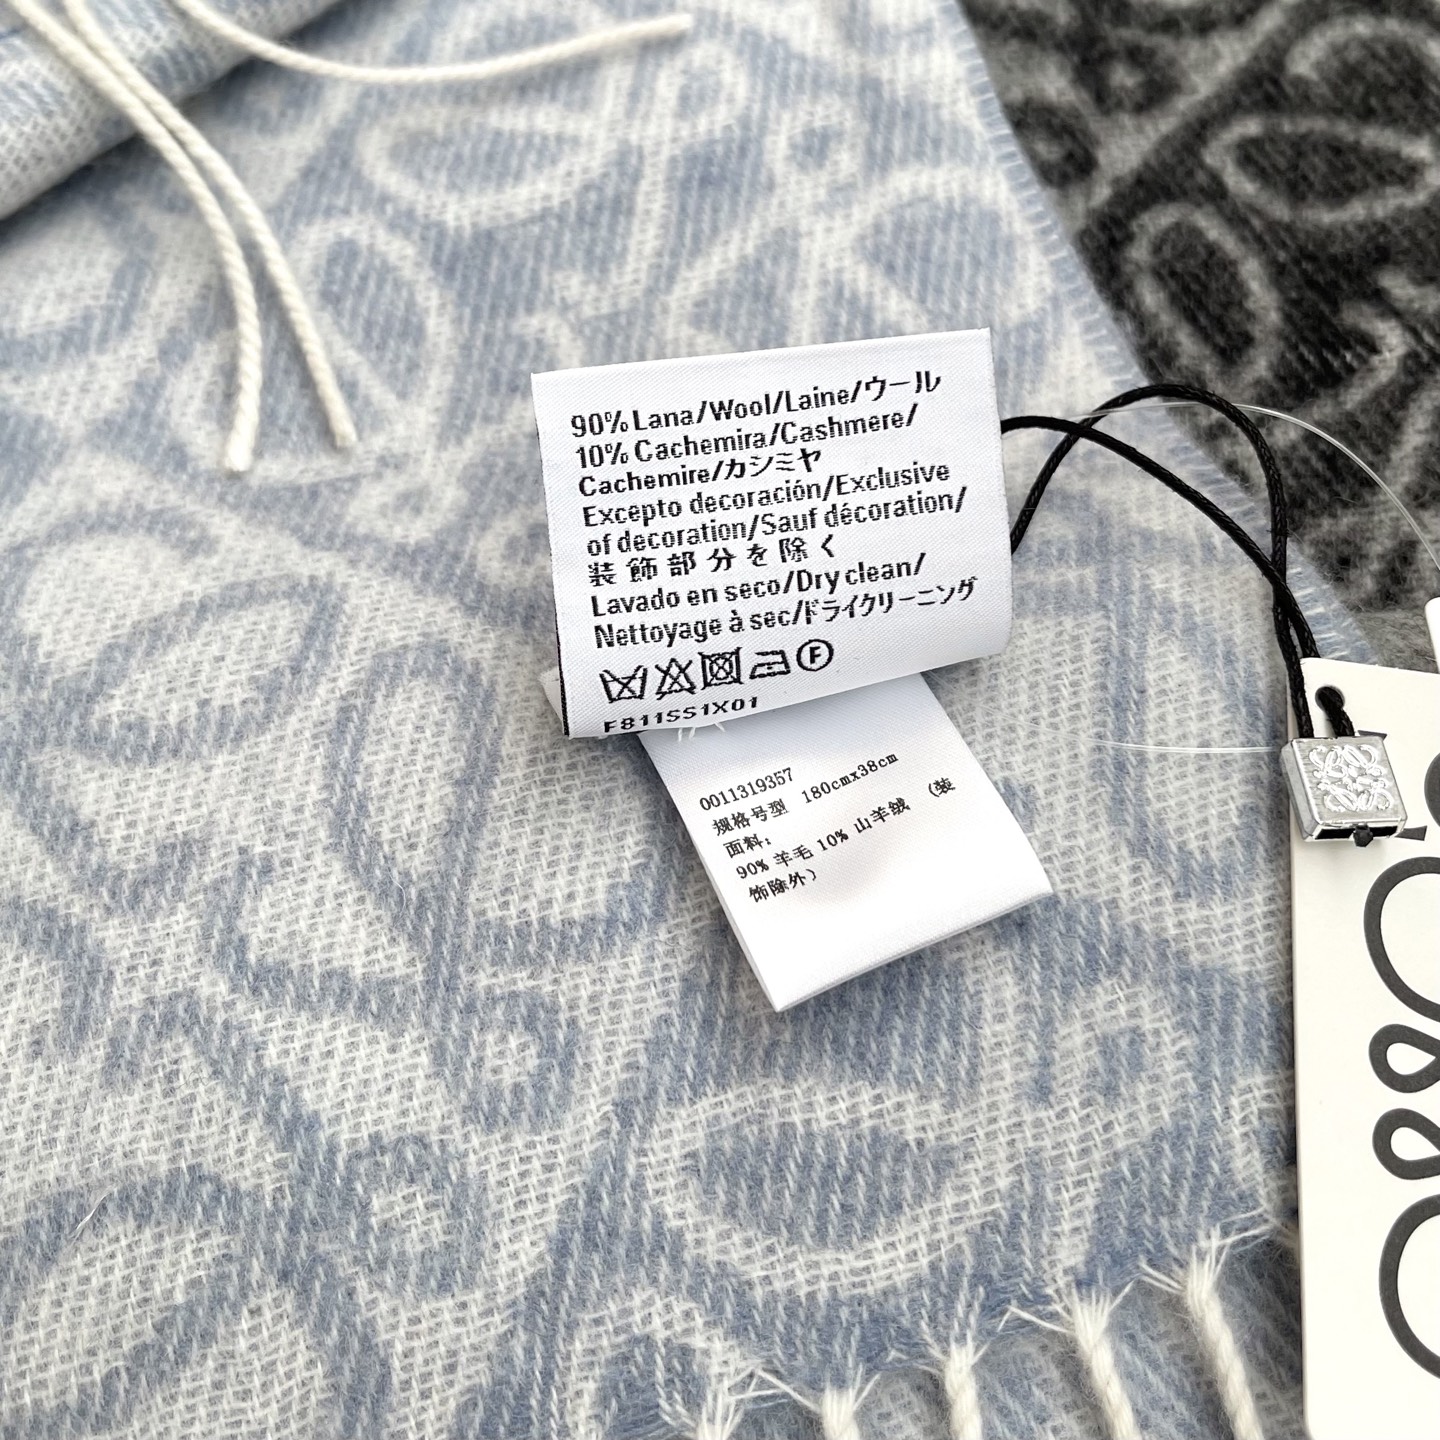 90% Lana/Wool/Laine/ウール
10% Cachemira/Cashmere/
Cachemire/カシミヤ
Excepto decoración/Exclusive
of decoration/Sauf décoration/
装飾部分を除く
Lavado en seco/Dry clean/
Nettoyage à sec/ドライクリーニング
F
F811SS1X01
0011319357
规格号型 180cmx38cm
面料:
90% 羊毛 10% 山羊绒 (装
饰除外)